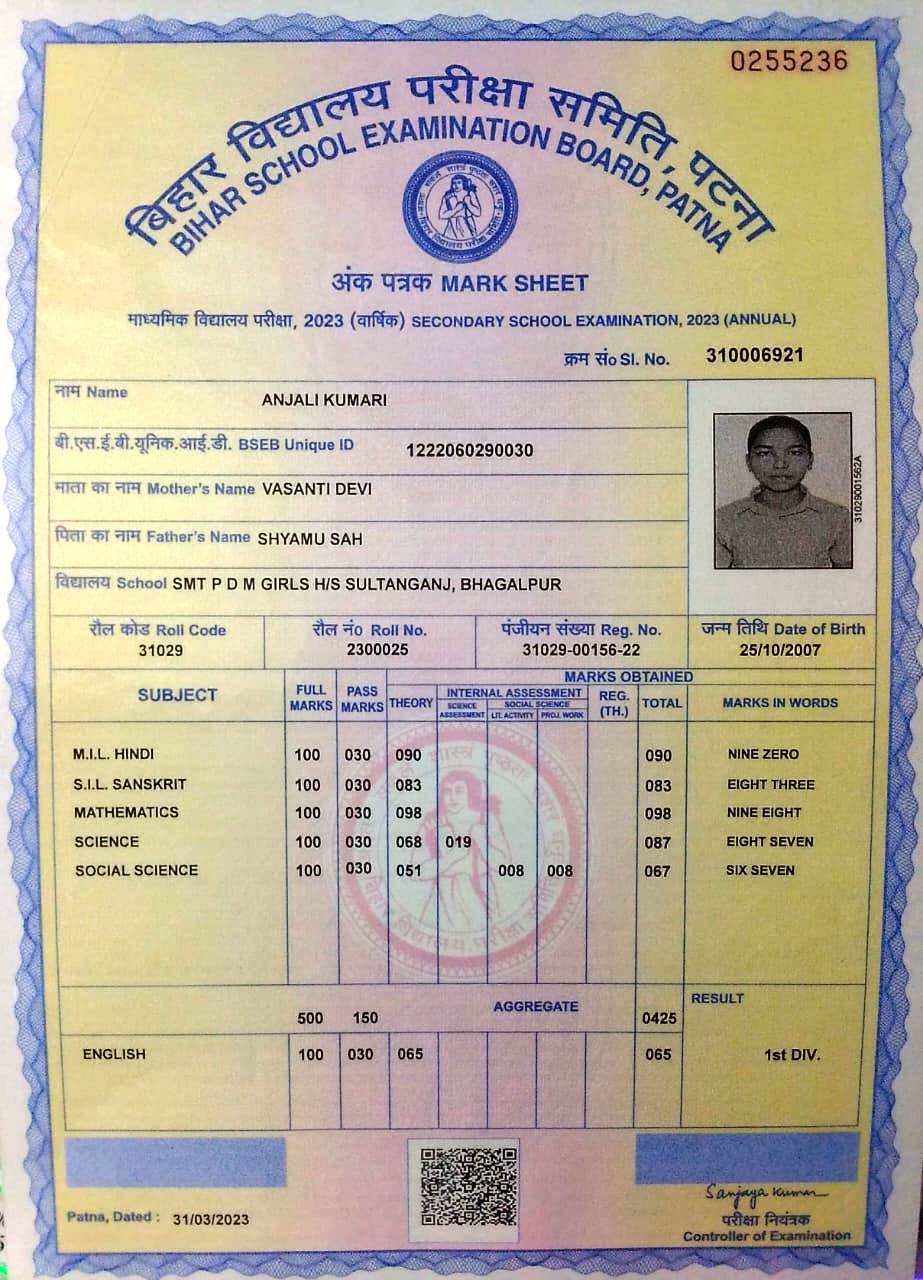 0255236
बिहार विद्यालय परीक्षा समिति, पटना
BIHAR SCHOOL EXAMINATION BOARD, PATNA
अंक पत्रक MARK SHEET
माध्यमिक विद्यालय परीक्षा, 2023 (वार्षिक) SECONDARY SCHOOL EXAMINATION, 2023 (ANNUAL)
क्रम सं० Sl. No. 310006921
नाम Name ANJALI KUMARI
बी.एस.ई.बी.यूनिक.आई.डी. BSEB Unique ID 1222060290030
माता का नाम Mother's Name VASANTI DEVI
पिता का नाम Father's Name SHYAMU SAH
विद्यालय School SMT P D M GIRLS H/S SULTANGANJ, BHAGALPUR
31029001562A
रौल कोड Roll Code रौल नं0 Roll No. पंजीयन संख्या Reg. No. जन्म तिथि Date of Birth
31029 2300025 31029-00156-22 25/10/2007
MARKS OBTAINED
SUBJECT FULL MARKS PASS MARKS THEORY INTERNAL ASSESSMENT REG. (TH.) TOTAL MARKS IN WORDS
SCIENCE ASSESSMENT SOCIAL SCIENCE LIT. ACTIVITY PROJ. WORK
M.I.L. HINDI 100 030 090 090 NINE ZERO
S.I.L. SANSKRIT 100 030 083 083 EIGHT THREE
MATHEMATICS 100 030 098 098 NINE EIGHT
SCIENCE 100 030 068 019 087 EIGHT SEVEN
SOCIAL SCIENCE 100 030 051 008 008 067 SIX SEVEN
AGGREGATE RESULT
500 150 0425
ENGLISH 100 030 065 065 1st DIV.
Sanjaya Kumar
Patna, Dated : 31/03/2023
परीक्षा नियंत्रक
Controller of Examination